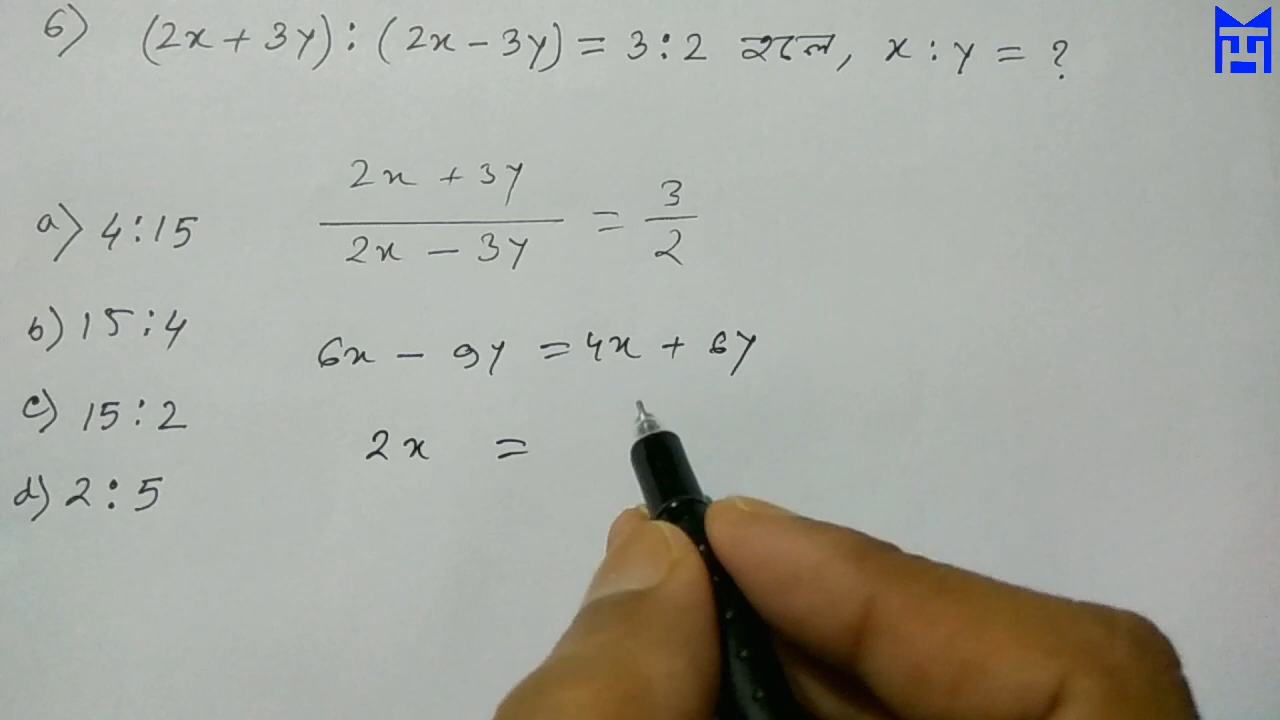 6) (2x + 3y) : (2x - 3y) = 3 : 2 হলে, x : y = ?
2x + 3y
2x - 3y
= 3/2
a) 4:15
b) 15:4
6x - 9y = 4x + 6y
c) 15:2
2x =
d) 2:5